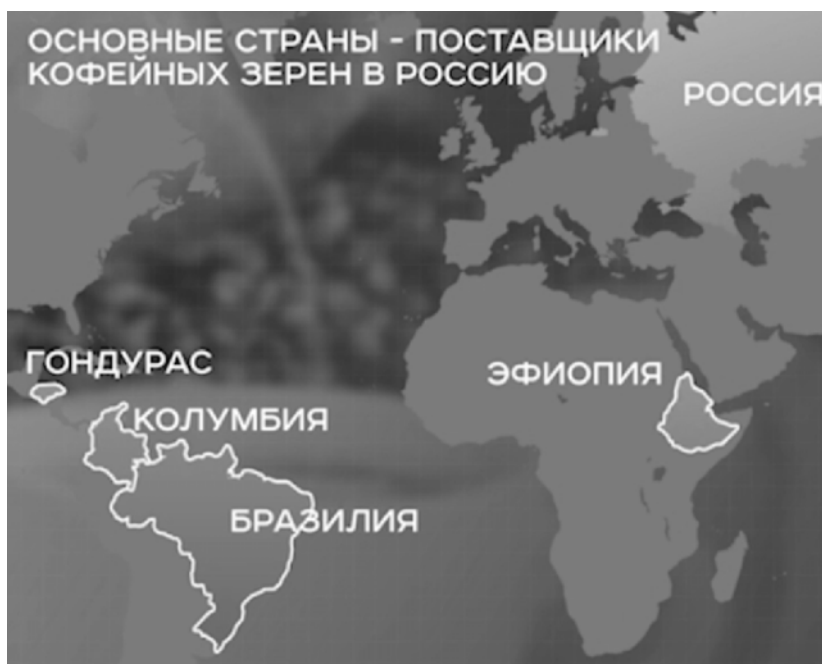 ОСНОВНЫЕ СТРАНЫ - ПОСТАВЩИКИ
КОФЕЙНЫХ ЗЕРЕН В РОССИЮ
РОССИЯ
ГОНДУРАС
ЭФИОПИЯ
КОЛУМБИЯ
БРАЗИЛИЯ